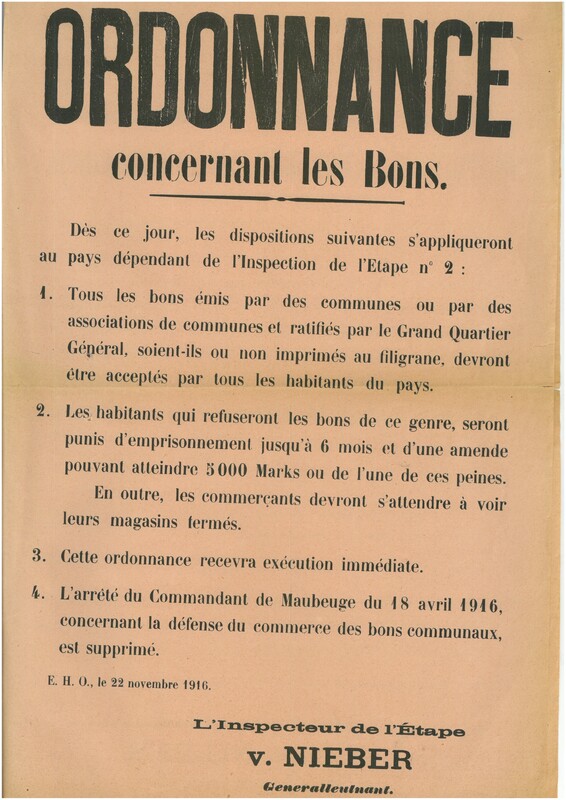 ORDONNANCE
concernant les Bons.
Dès ce jour, les dispositions suivantes s'appliqueront
au pays dépendant de l'Inspection de l'Etape n° 2 :
1. Tous les bons émis par des communes ou par des
associations de communes et ratifiés par le Grand Quartier
Général, soient-ils ou non imprimés au filigrane, devront
être acceptés par tous les habitants du pays.
2. Les habitants qui refuseront les bons de ce genre, seront
punis d'emprisonnement jusqu'à 6 mois et d'une amende
pouvant atteindre 5000 Marks ou de l'une de ces peines.
En outre, les commerçants devront s'attendre à voir
leurs magasins fermés.
3. Cette ordonnance recevra exécution immédiate.
4. L'arrêté du Commandant de Maubeuge du 18 avril 1916,
concernant la défense du commerce des bons communaux,
est supprimé.
E. H. O., le 22 novembre 1916.
L'Inspecteur de l'Étape
v. NIEBER
Generalleutnant.